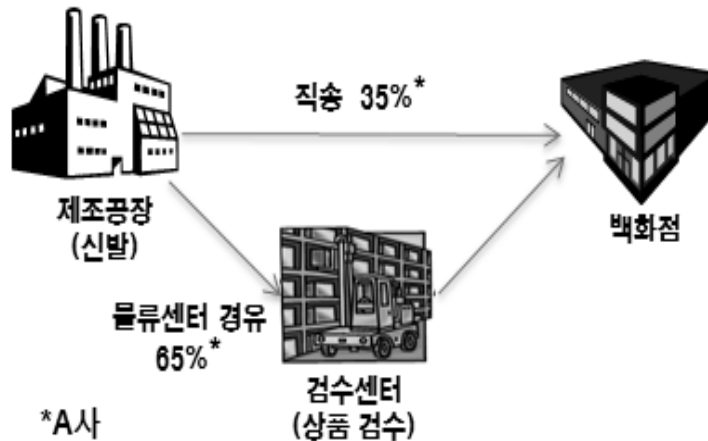 직송 35%*
제조공장
(신발)
백화점
물류센터 경유
65%*
검수센터
(상품 검수)
*A사